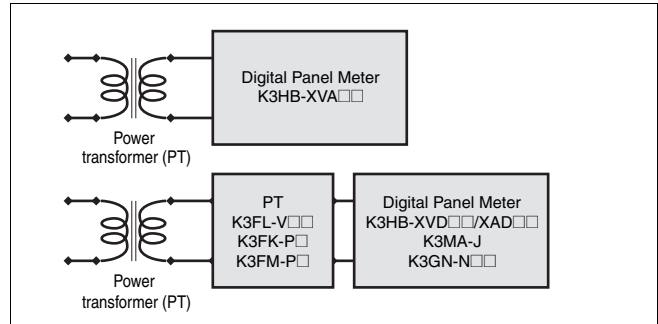 Digital Panel Meter
K3HB-XVA□□
Power
transformer (PT)
PT
K3FL-V□□
K3FK-P□
K3FM-P□
Digital Panel Meter
K3HB-XVD□□/XAD□□
K3MA-J
K3GN-N□□
Power
transformer (PT)